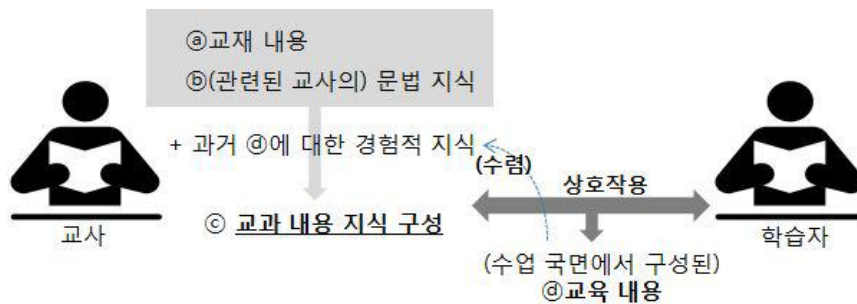 ⓐ교재 내용
ⓑ(관련된 교사의) 문법 지식
+ 과거 ⓓ에 대한 경험적 지식
(수렴)
상호작용
ⓒ 교과 내용 지식 구성
교사
학습자
(수업 국면에서 구성된)
ⓓ교육 내용